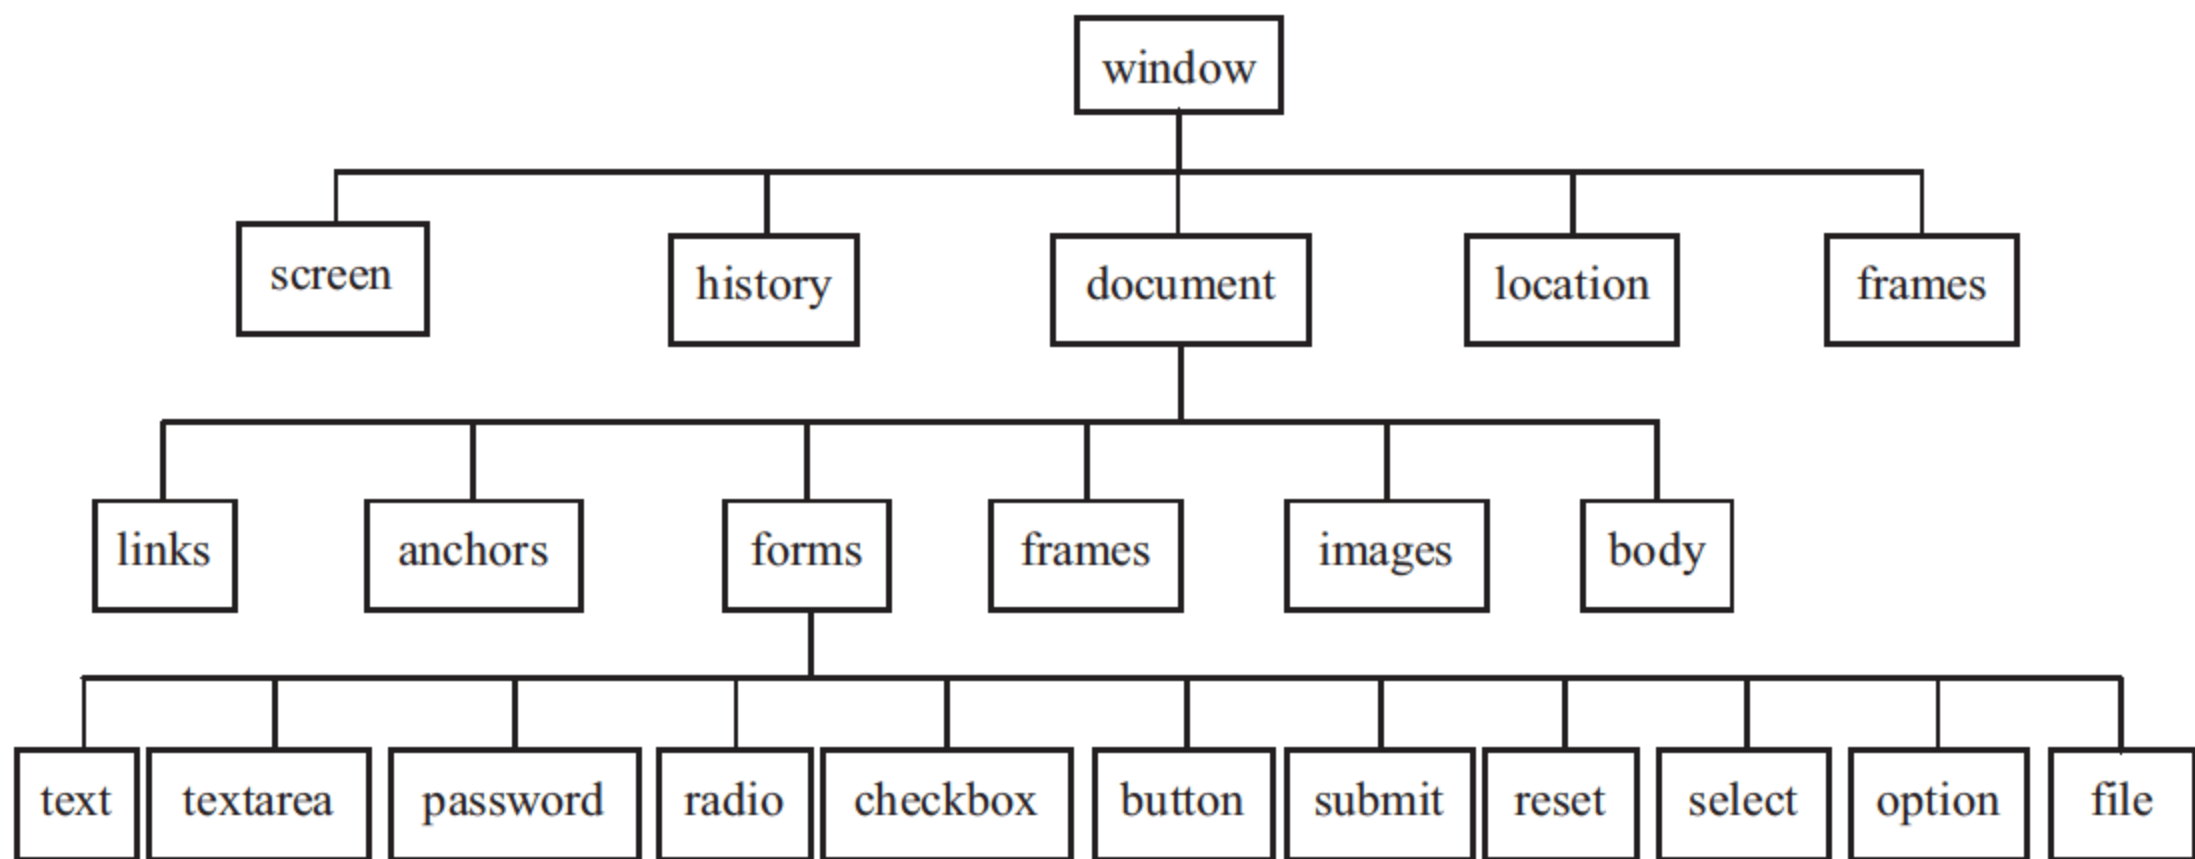 window
screen history document location frames
links anchors forms frames images body
text textarea password radio checkbox button submit reset select option file